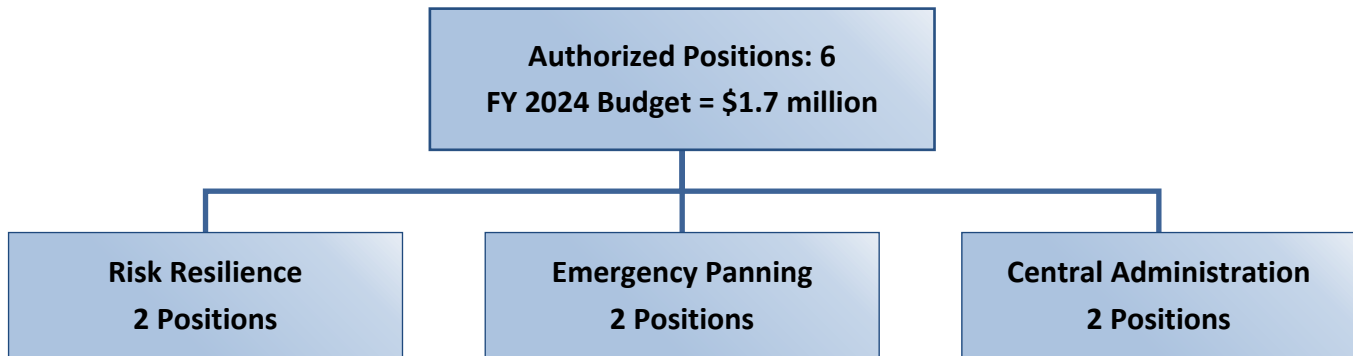 Authorized Positions: 6
FY 2024 Budget = $1.7 million
Risk Resilience
2 Positions
Emergency Panning
2 Positions
Central Administration
2 Positions